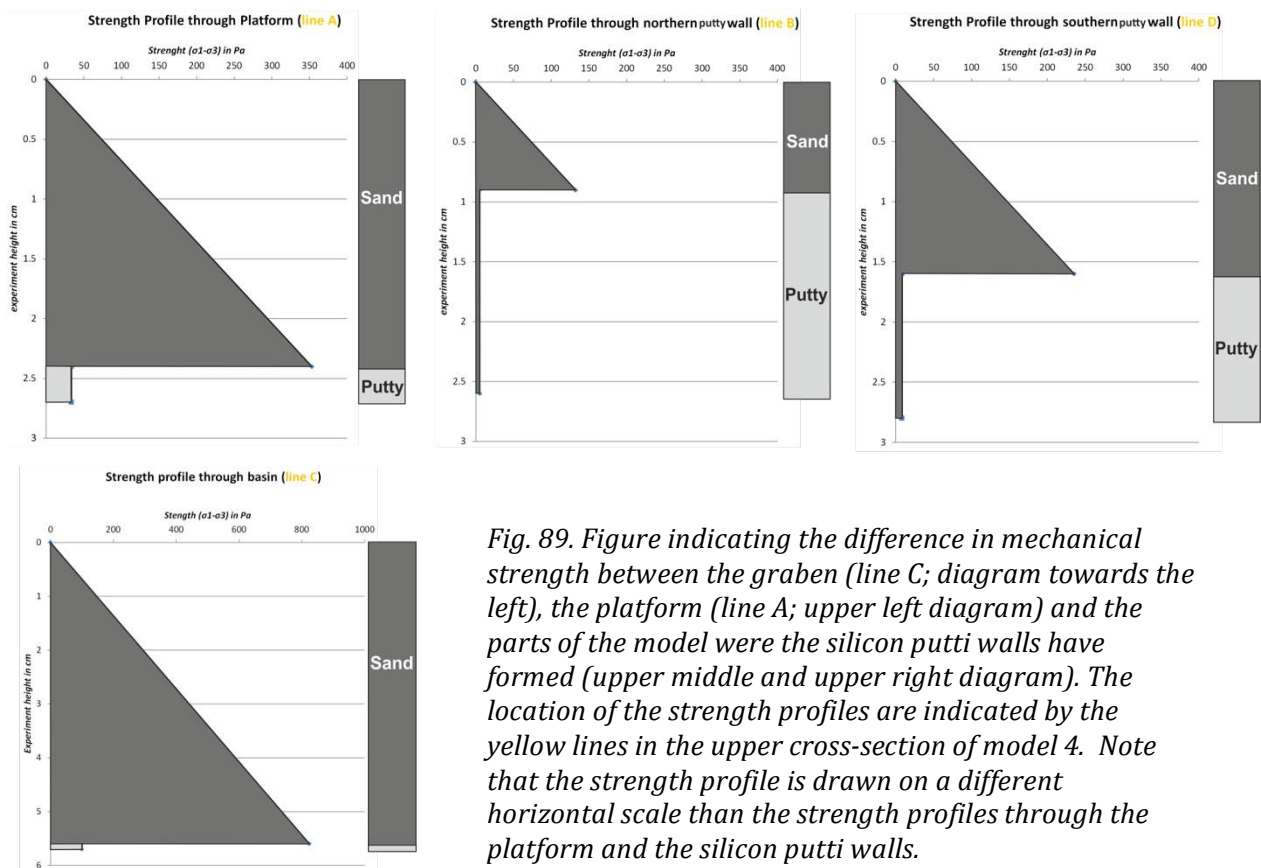 Strength Profile through Platform (line A)
Strenght (σ1-σ3) in Pa
0 50 100 150 200 250 300 350 400
0
0.5
1
1.5
2
2.5
3
experiment height in cm
Sand
Putty
Strength Profile through northern putty wall (line B)
Strenght (σ1-σ3) in Pa
0 50 100 150 200 250 300 350 400
0
0.5
1
1.5
2
2.5
3
experiment height in cm
Sand
Putty
Strength Profile through southern putty wall (line D)
Strenght (σ1-σ3) in Pa
0 50 100 150 200 250 300 350 400
0
0.5
1
1.5
2
2.5
3
experiment height in cm
Sand
Putty
Strength profile through basin (line C)
Stength (σ1-σ3) in Pa
0 200 400 600 800 1000
0
1
2
3
4
5
6
Experiment height in cm
Sand
Fig. 89. Figure indicating the difference in mechanical
strength between the graben (line C; diagram towards the
left), the platform (line A; upper left diagram) and the
parts of the model were the silicon putti walls have
formed (upper middle and upper right diagram). The
location of the strength profiles are indicated by the
yellow lines in the upper cross-section of model 4. Note
that the strength profile is drawn on a different
horizontal scale than the strength profiles through the
platform and the silicon putti walls.